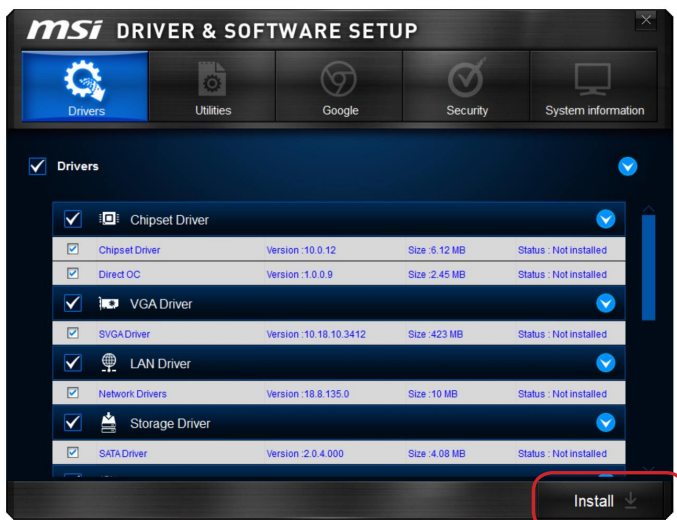 msi DRIVER & SOFTWARE SETUP
Drivers Utilities Google Security System information
Drivers
Chipset Driver
Chipset Driver Version :10.0.12 Size :6.12 MB Status : Not installed
Direct OC Version :1.0.0.9 Size :2.45 MB Status : Not installed
VGA Driver
SVGADriver Version :10.18.10.3412 Size :423 MB Status : Not installed
LAN Driver
Network Drivers Version :18.8.135.0 Size :10 MB Status : Not installed
Storage Driver
SATA Driver Version :2.0.4.000 Size :4.08 MB Status : Not installed
Install